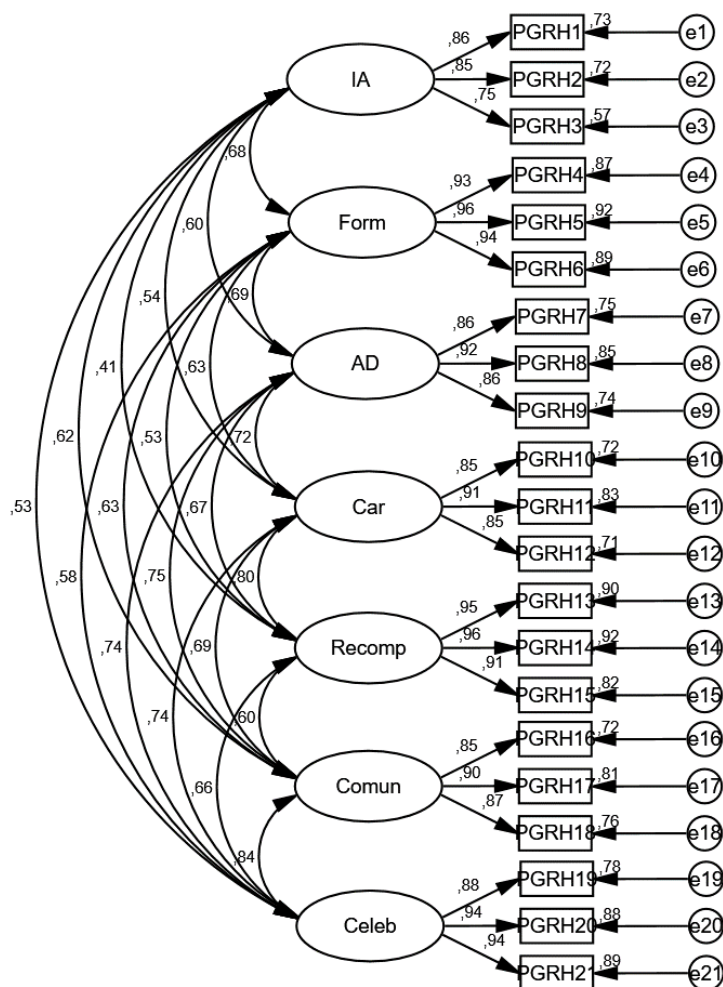 ,73
,86
PGRH1
e1
IA
,85
,72
PGRH2
e2
,75
,57
PGRH3
e3
,68
,87
,93
PGRH4
e4
Form
,96
,92
PGRH5
e5
,60
,94
,89
PGRH6
e6
,69
,54
,75
,86
PGRH7
e7
AD
,92
,85
PGRH8
e8
,41
,63
,86
,74
PGRH9
e9
,62
,53
,72
,72
,85
PGRH10
e10
Car
,91
,83
PGRH11
e11
,53
,63
,67
,85
,71
PGRH12
e12
,58
,75
,80
,90
,95
PGRH13
e13
Recomp
,96
,92
PGRH14
e14
,74
,69
,91
,82
PGRH15
e15
,74
,60
,72
,85
PGRH16
e16
Comun
,90
,81
PGRH17
e17
,66
,87
,76
PGRH18
e18
,84
,78
,88
PGRH19
e19
Celeb
,94
,88
PGRH20
e20
,94
,89
PGRH21
e21